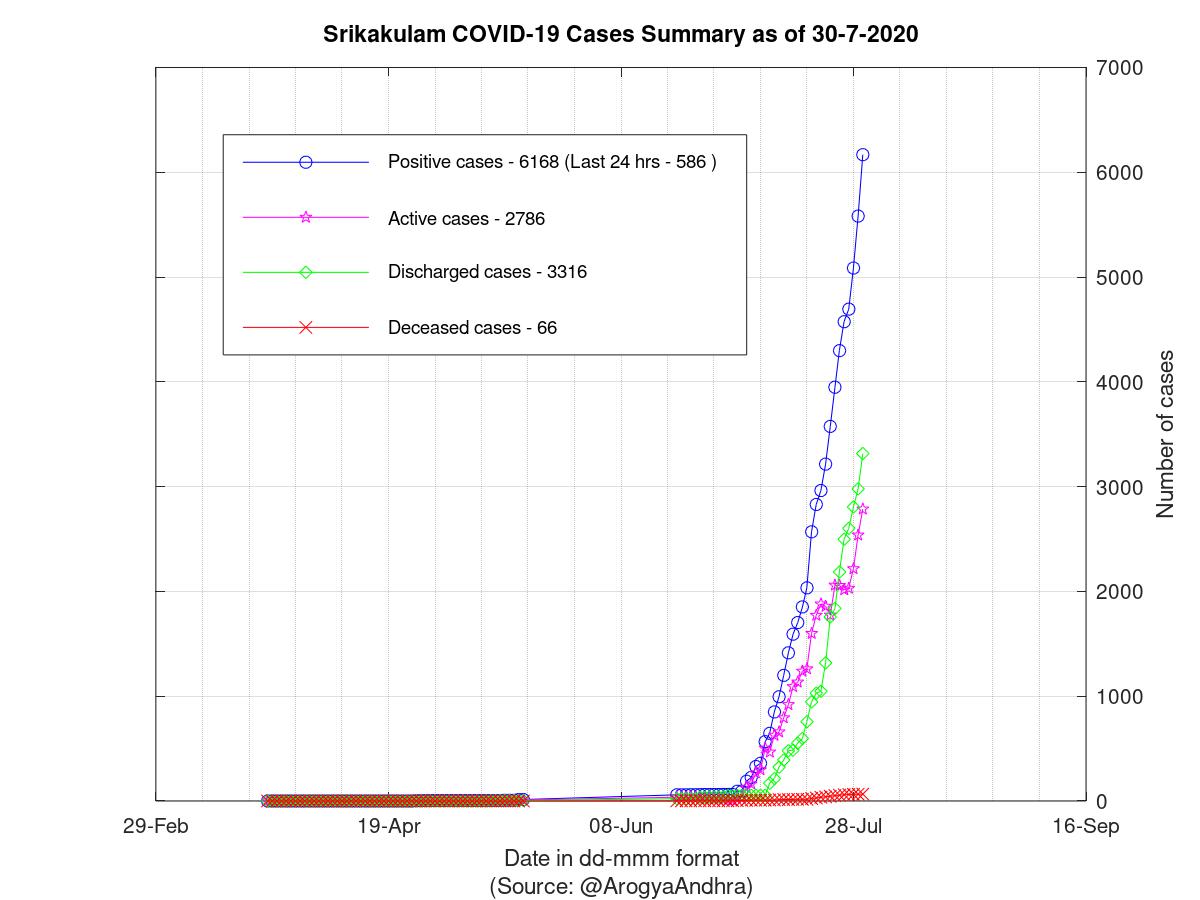 Srikakulam COVID-19 Cases Summary as of 30-7-2020
7000
6000
5000
4000
3000
2000
1000
0
Number of cases
Positive cases - 6168 (Last 24 hrs - 586 )
Active cases - 2786
Discharged cases - 3316
Deceased cases - 66
29-Feb 19-Apr 08-Jun 28-Jul 16-Sep
Date in dd-mmm format
(Source: @ArogyaAndhra)